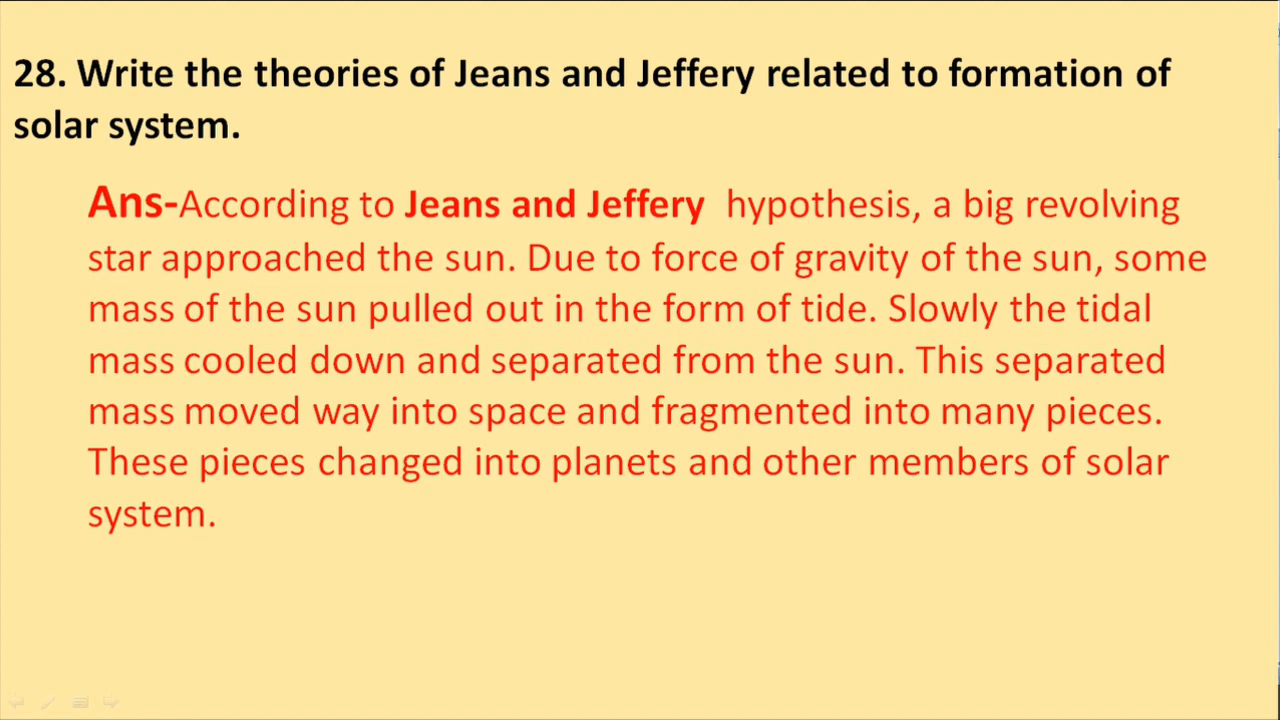 28. Write the theories of Jeans and Jeffery related to formation of
solar system.
Ans-According to Jeans and Jeffery hypothesis, a big revolving
star approached the sun. Due to force of gravity of the sun, some
mass of the sun pulled out in the form of tide. Slowly the tidal
mass cooled down and separated from the sun. This separated
mass moved way into space and fragmented into many pieces.
These pieces changed into planets and other members of solar
system.